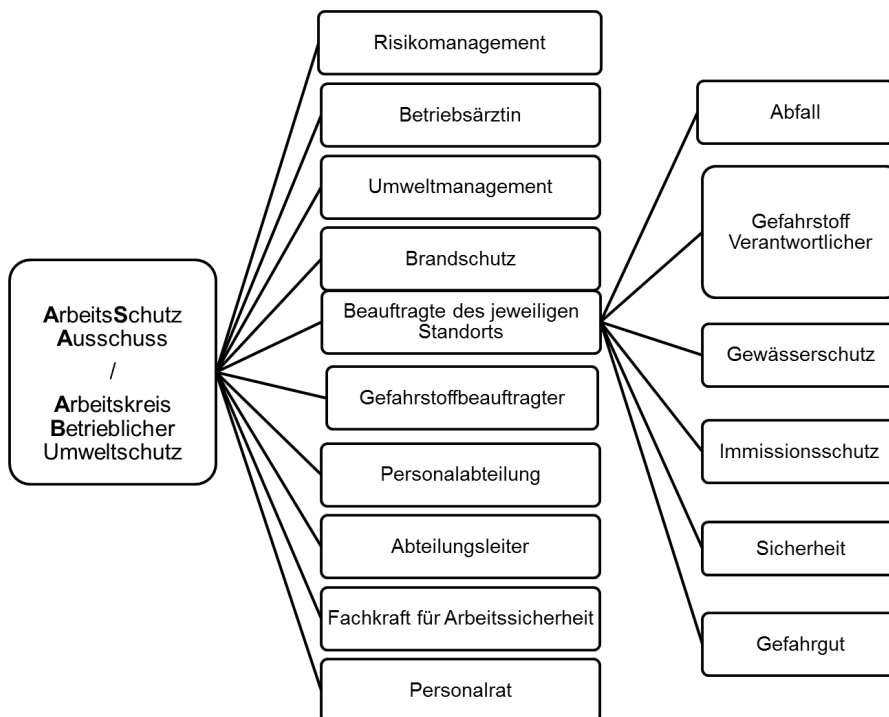 ArbeitsSchutz
Ausschuss
/
Arbeitskreis
Betrieblicher
Umweltschutz
Risikomanagement
Betriebsärztin
Umweltmanagement
Brandschutz
Beauftragte des jeweiligen
Standorts
Gefahrstoffbeauftragter
Personalabteilung
Abteilungsleiter
Fachkraft für Arbeitssicherheit
Personalrat
Abfall
Gefahrstoff
Verantwortlicher
Gewässerschutz
Immissionsschutz
Sicherheit
Gefahrgut